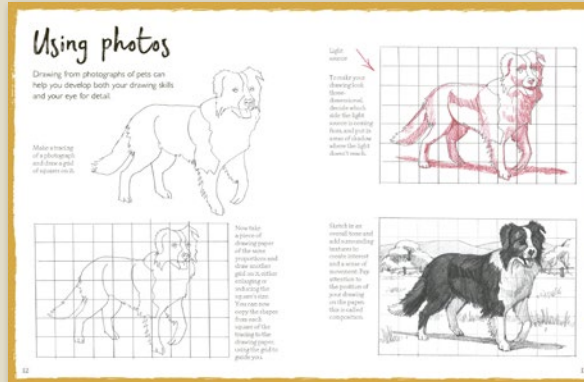 Using photos
Drawing from photographs of pets can
help you develop both your drawing skills
and your eye for detail.
Make a tracing
of a photograph
and draw a grid
of squares on it.
Now take
a piece of
drawing paper
of the same
proportions and
draw another
grid on it, either
enlarging or
reducing the
square size.
You can now
copy the shapes
from each
square of the
tracing to the
drawing paper,
using the grid to
guide you.
Light
source
To make your
drawing look
three-
dimensional,
decide which
side the light
source is coming
from, and put in
areas of shadow
where the light
doesn't reach.
Sketch in an
overall tone and
add surrounding
textures to
create interest
and a sense of
movement. Pay
attention to
the position of
your drawing
on the paper;
this is called
composition.